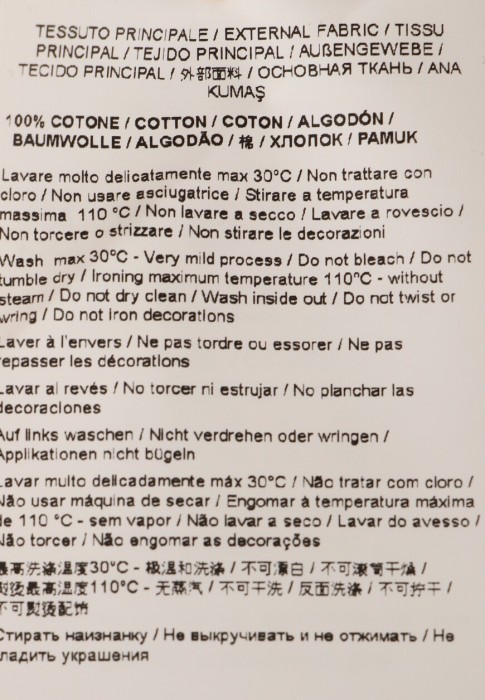 TESSUTO PRINCIPALE / EXTERNAL FABRIC / TISSU
PRINCIPAL / TEJIDO PRINCIPAL / AUßENGEWEBE /
TECIDO PRINCIPAL / 外部面料 / ОСНОВНАЯ ТКАНЬ / ANA
KUMAŞ
100% COTONE / COTTON / COTON / ALGODÓN /
BAUMWOLLE / ALGODÃO / 棉 / ХЛОПОК / PAMUK
Lavare molto delicatamente max 30°C / Non trattare con
cloro / Non usare asciugatrice / Stirare a temperatura
massima 110 °C / Non lavare a secco / Lavare a rovescio /
Non torcere o strizzare / Non stirare le decorazioni
Wash max 30°C - Very mild process / Do not bleach / Do not
tumble dry / Ironing maximum temperature 110°C - without
steam / Do not dry clean / Wash inside out / Do not twist or
wring / Do not iron decorations
Laver à l'envers / Ne pas tordre ou essorer / Ne pas
repasser les décorations
Lavar al revés / No torcer ni estrujar / No planchar las
decoraciones
Auf links waschen / Nicht verdrehen oder wringen /
Applikationen nicht bügeln
Lavar muito delicadamente máx 30°C / Não tratar com cloro /
Não usar máquina de secar / Engomar à temperatura máxima
de 110 °C - sem vapor / Não lavar a seco / Lavar do avesso /
Não torcer / Não engomar as decorações
最高洗涤温度30°C - 极温和洗涤 / 不可漂白 / 不可滚筒干燥 /
熨烫最高温度110°C - 无蒸汽 / 不可干洗 / 反面洗涤 / 不可拧干 /
不可熨烫配饰
Стирать наизнанку / Не выкручивать и не отжимать / Не
гладить украшения